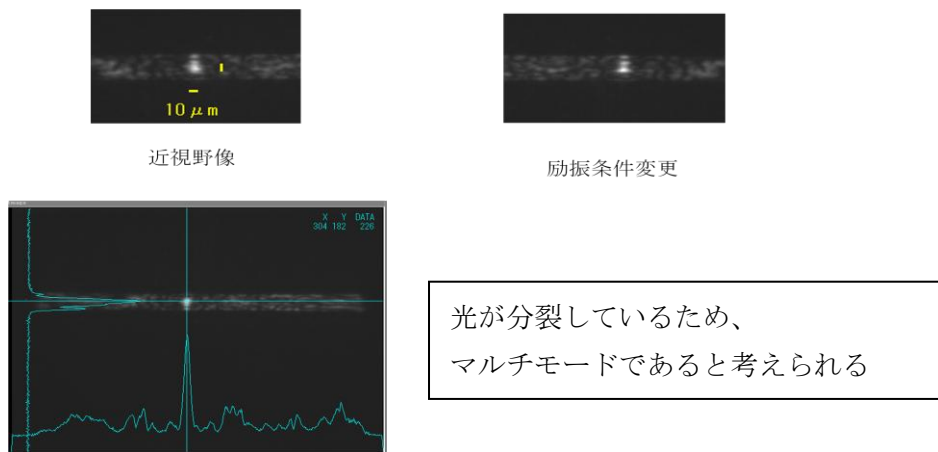 10 μm
近視野像
励振条件変更
X Y DATA
304 182 226
光が分裂しているため、
マルチモードであると考えられる